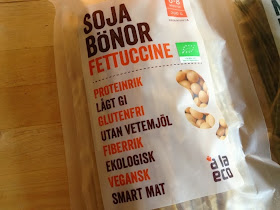 SOJA
BÖNOR
FETTUCCINE
PROTEINRIK
LÅGT GI
GLUTENFRI
UTAN VETEMJÖL
FIBERRIK
EKOLOGISK
VEGANSK
SMART MAT
à la
eco